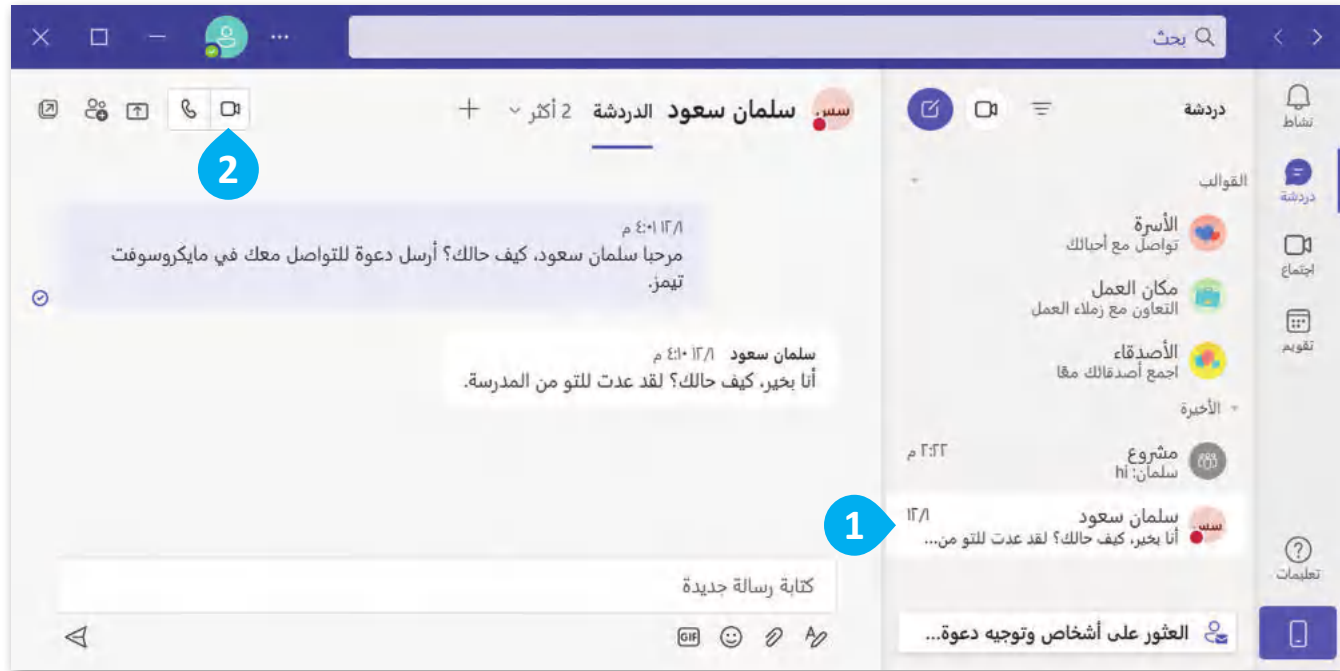 بحث
نشاط
دردشة
اجتماع
تقويم
تعليمات
دردشة
القوالب
الأسرة
تواصل مع أحبائك
مكان العمل
التعاون مع زملاء العمل
الأصدقاء
اجمع أصدقائك معًا
الأخيرة
مشروع ٢:٢٢ م
سلمان: hi
سلمان سعود ١٢/١
أنا بخير، كيف حالك؟ لقد عدت للتو من...
1
العثور على أشخاص وتوجيه دعوة...
سس سلمان سعود الدردشة 2 أكثر
2
١٢/١ ٤:٠١ م
مرحبا سلمان سعود، كيف حالك؟ أرسل دعوة للتواصل معك في مايكروسوفت
تيمز.
سلمان سعود ١٢/١ ٤:١٠ م
أنا بخير، كيف حالك؟ لقد عدت للتو من المدرسة.
كتابة رسالة جديدة
GIF